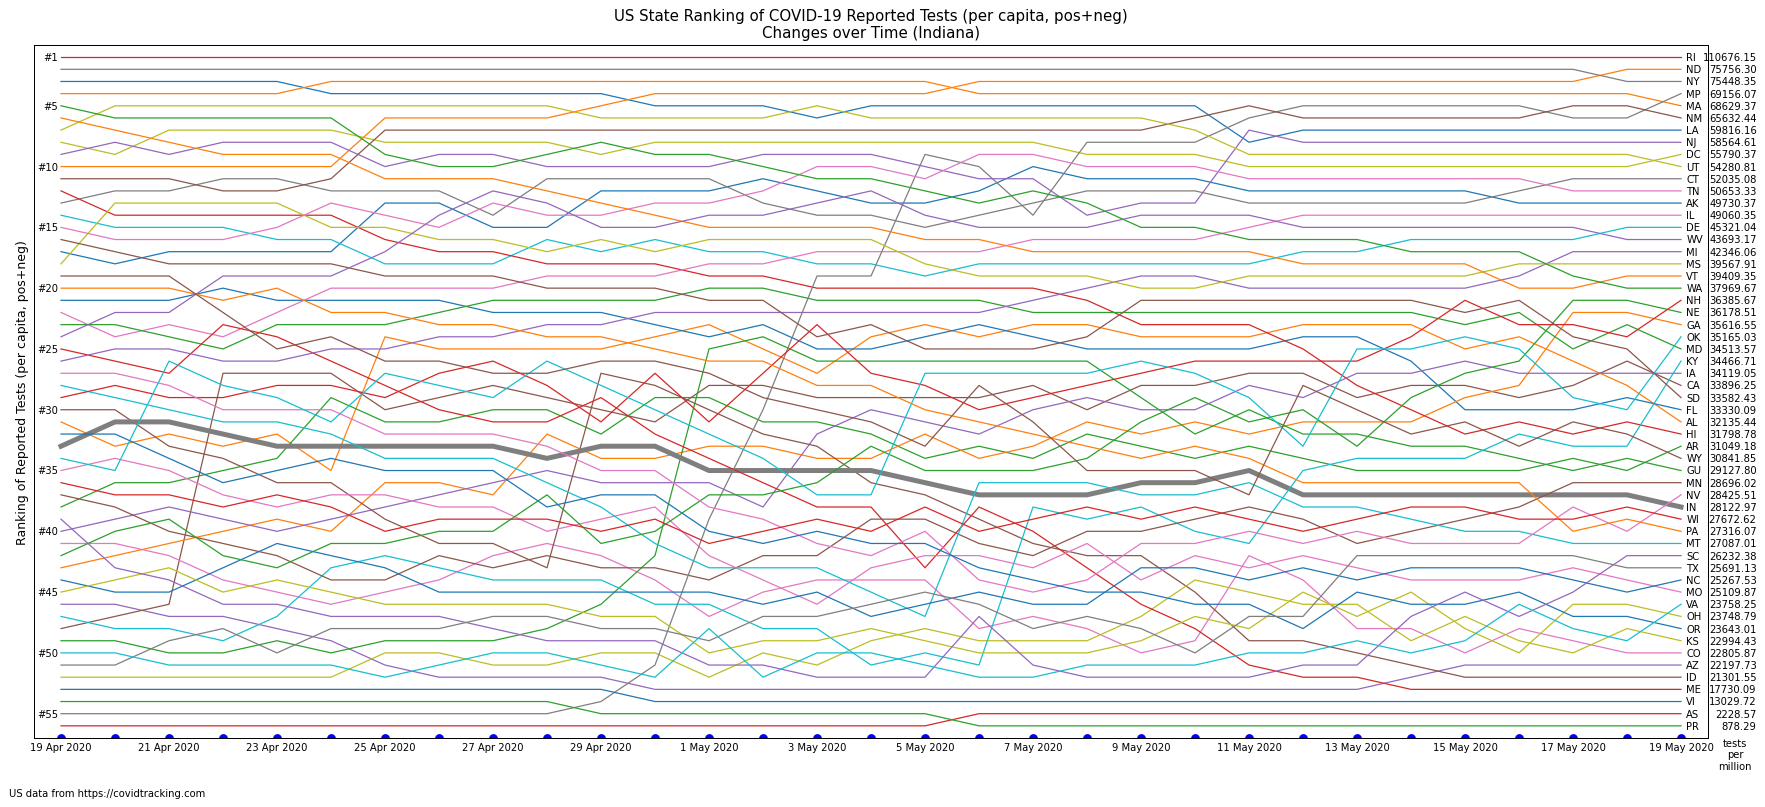 US State Ranking of COVID-19 Reported Tests (per capita, pos+neg)
Changes over Time (Indiana)
Ranking of Reported Tests (per capita, pos+neg)
#1
#5
#10
#15
#20
#25
#30
#35
#40
#45
#50
#55
RI 110676.15
ND 75756.30
NY 75448.35
MP 69156.07
MA 68629.37
NM 65632.44
LA 59816.16
NJ 58564.61
DC 55790.37
UT 54280.81
CT 52035.08
TN 50653.33
AK 49730.37
IL 49060.35
DE 45321.04
WV 43693.17
MI 42346.06
MS 39567.91
VT 39409.35
WA 37969.67
NH 36385.67
NE 36178.51
GA 35616.55
OK 35165.03
MD 34513.57
KY 34466.71
IA 34119.05
CA 33896.25
SD 33582.43
FL 33330.09
AL 32135.44
HI 31798.78
AR 31049.18
WY 30841.85
GU 29127.80
MN 28696.02
NV 28425.51
IN 28122.97
WI 27672.62
PA 27316.07
MT 27087.01
SC 26232.38
TX 25691.13
NC 25267.53
MO 25109.87
VA 23758.25
OH 23748.79
OR 23643.01
KS 22994.43
CO 22805.87
AZ 22197.73
ID 21301.55
ME 17730.09
VI 13029.72
AS 2228.57
PR 878.29
19 Apr 2020 21 Apr 2020 23 Apr 2020 25 Apr 2020 27 Apr 2020 29 Apr 2020 1 May 2020 3 May 2020 5 May 2020 7 May 2020 9 May 2020 11 May 2020 13 May 2020 15 May 2020 17 May 2020 19 May 2020
tests
per
million
US data from https://covidtracking.com